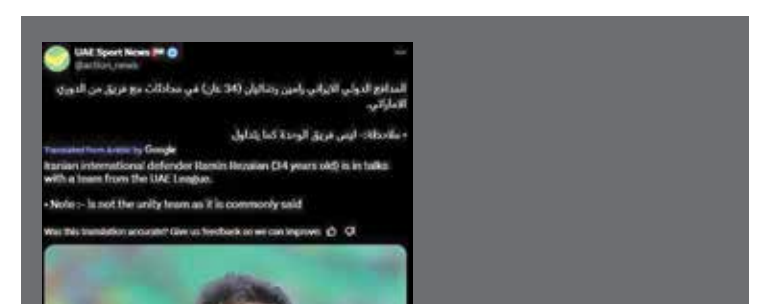 UAE Sport News
@action_news
المدافع الدولي الايراني رامين رضائيان (34 عان) في محادثات مع فريق من الدوري
الاماراتي.
• ملاحظة:- ليس فريق الوحدة كما يتداول
Translated from Arabic by Google
Iranian international defender Ramin Rezaian (34 years old) is in talks
with a team from the UAE League.
• Note :- Is not the unity team as it is commonly said
Was this translation accurate? Give us feedback so we can improve: